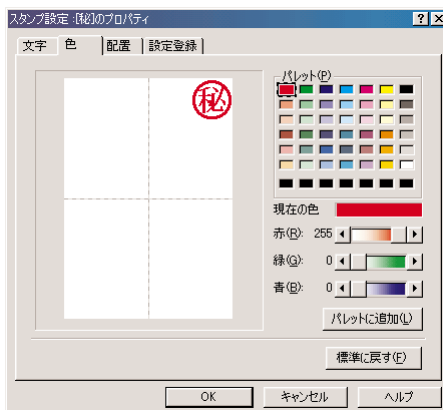 スタンプ設定 :[秘]のプロパティ
文字 色 配置 設定登録
秘
パレット(P)
現在の色
赤(R): 255
緑(G): 0
青(B): 0
パレットに追加(L)
標準に戻す(F)
OK キャンセル ヘルプ